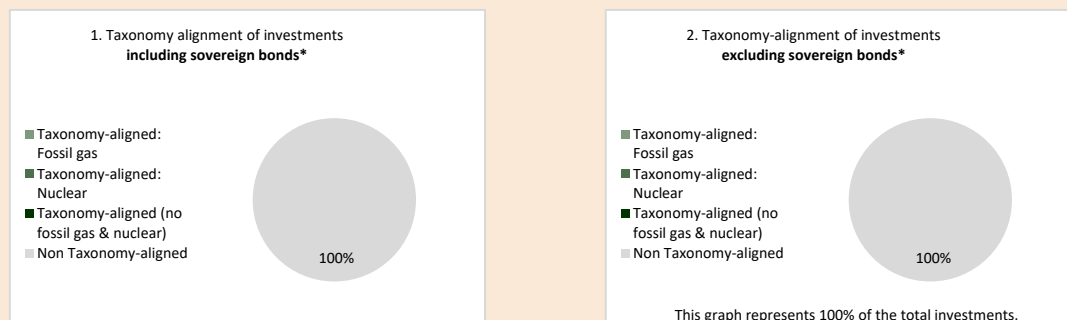 1. Taxonomy alignment of investments
including sovereign bonds*
Taxonomy-aligned:
Fossil gas
Taxonomy-aligned:
Nuclear
Taxonomy-aligned (no
fossil gas & nuclear)
Non Taxonomy-aligned
100%
2. Taxonomy-alignment of investments
excluding sovereign bonds*
Taxonomy-aligned:
Fossil gas
Taxonomy-aligned:
Nuclear
Taxonomy-aligned (no
fossil gas & nuclear)
Non Taxonomy-aligned
100%
This graph represents 100% of the total investments.